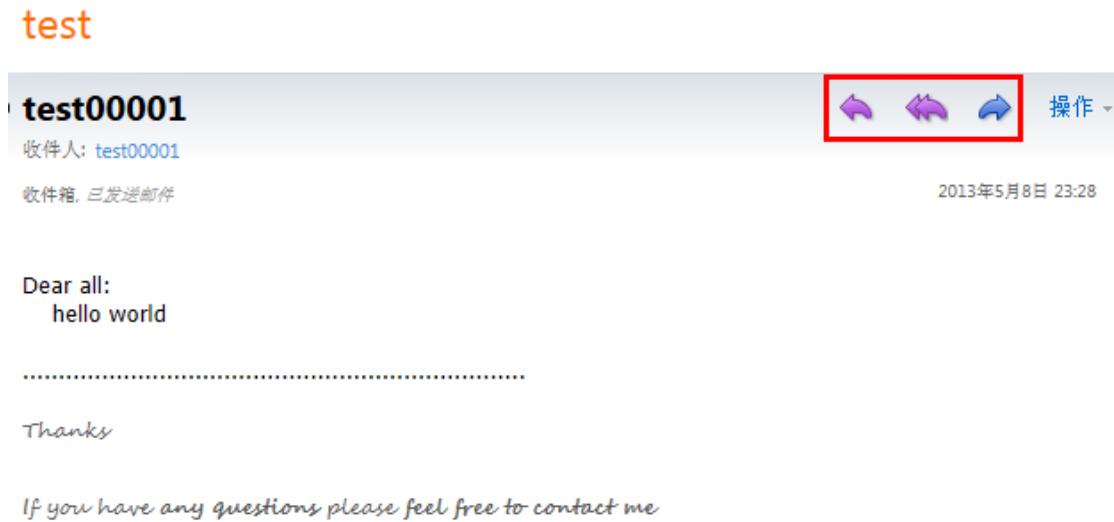 test
test00001
操作
收件人: test00001
收件箱, 已发送邮件
2013年5月8日 23:28
Dear all:
hello world
......................................................................
Thanks
If you have any questions please feel free to contact me